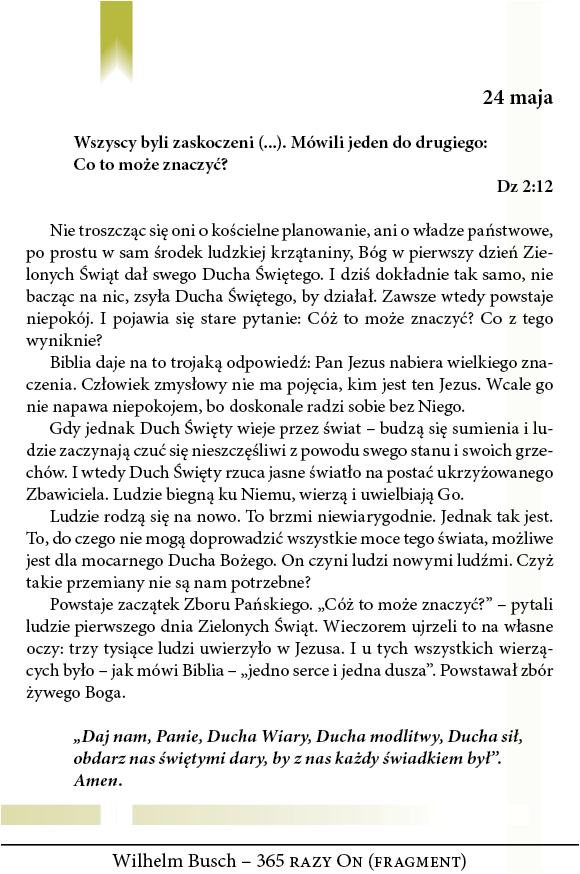 24 maja
Wszyscy byli zaskoczeni (...). Mówili jeden do drugiego:
Co to może znaczyć?
Dz 2:12
Nie troszcząc się oni o kościelne planowanie, ani o władze państwowe,
po prostu w sam środek ludzkiej krzątaniny, Bóg w pierwszy dzień Zie-
lonych Świąt dał swego Ducha Świętego. I dziś dokładnie tak samo, nie
bacząc na nic, zsyła Ducha Świętego, by działał. Zawsze wtedy powstaje
niepokój. I pojawia się stare pytanie: Cóż to może znaczyć? Co z tego
wyniknie?
Biblia daje na to trojaką odpowiedź: Pan Jezus nabiera wielkiego zna-
czenia. Człowiek zmysłowy nie ma pojęcia, kim jest ten Jezus. Wcale go
nie napawa niepokojem, bo doskonale radzi sobie bez Niego.
Gdy jednak Duch Święty wieje przez świat – budzą się sumienia i lu-
dzie zaczynają czuć się nieszczęśliwi z powodu swego stanu i swoich grze-
chów. I wtedy Duch Święty rzuca jasne światło na postać ukrzyżowanego
Zbawiciela. Ludzie biegną ku Niemu, wierzą i uwielbiają Go.
Ludzie rodzą się na nowo. To brzmi niewiarygodnie. Jednak tak jest.
To, do czego nie mogą doprowadzić wszystkie moce tego świata, możliwe
jest dla mocarnego Ducha Bożego. On czyni ludzi nowymi ludźmi. Czyż
takie przemiany nie są nam potrzebne?
Powstaje zaczątek Zboru Pańskiego. „Cóż to może znaczyć?” – pytali
ludzie pierwszego dnia Zielonych Świąt. Wieczorem ujrzeli to na własne
oczy: trzy tysiące ludzi uwierzyło w Jezusa. I u tych wszystkich wierzą-
cych było – jak mówi Biblia – „jedno serce i jedna dusza”. Powstawał zbór
żywego Boga.
„Daj nam, Panie, Ducha Wiary, Ducha modlitwy, Ducha sił,
obdarz nas świętymi dary, by z nas każdy świadkiem był”.
Amen.
Wilhelm Busch – 365 RAZY ON (FRAGMENT)